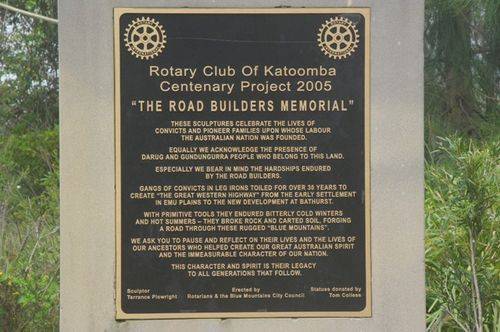 Rotary Club Of Katoomba
Centenary Project 2005
"THE ROAD BUILDERS MEMORIAL"
THESE SCULPTURES CELEBRATE THE LIVES OF
CONVICTS AND PIONEER FAMILIES UPON WHOSE LABOUR
THE AUSTRALIAN NATION WAS FOUNDED.
EQUALLY WE ACKNOWLEDGE THE PRESENCE OF
DARUG AND GUNDUNGURRA PEOPLE WHO BELONG TO THIS LAND.
ESPECIALLY WE BEAR IN MIND THE HARDSHIPS ENDURED
BY THE ROAD BUILDERS.
GANGS OF CONVICTS IN LEG IRONS TOILED FOR OVER 30 YEARS TO
CREATE "THE GREAT WESTERN HIGHWAY" FROM THE EARLY SETTLEMENT
IN EMU PLAINS TO THE NEW DEVELOPMENT AT BATHURST.
WITH PRIMITIVE TOOLS THEY ENDURED BITTERLY COLD WINTERS
AND HOT SUMMERS – THEY BROKE ROCK AND CARTED SOIL, FORGING
A ROAD THROUGH THESE RUGGED "BLUE MOUNTAINS".
WE ASK YOU TO PAUSE AND REFLECT ON THEIR LIVES AND THE LIVES OF
OUR ANCESTORS WHO HELPED CREATE OUR GREAT AUSTRALIAN SPIRIT
AND THE IMMEASURABLE CHARACTER OF OUR NATION.
THIS CHARACTER AND SPIRIT IS THEIR LEGACY
TO ALL GENERATIONS THAT FOLLOW.
Sculptor Erected by Statues donated by
Terrance Plowright Rotarians & the Blue Mountains City Council Tom Colless